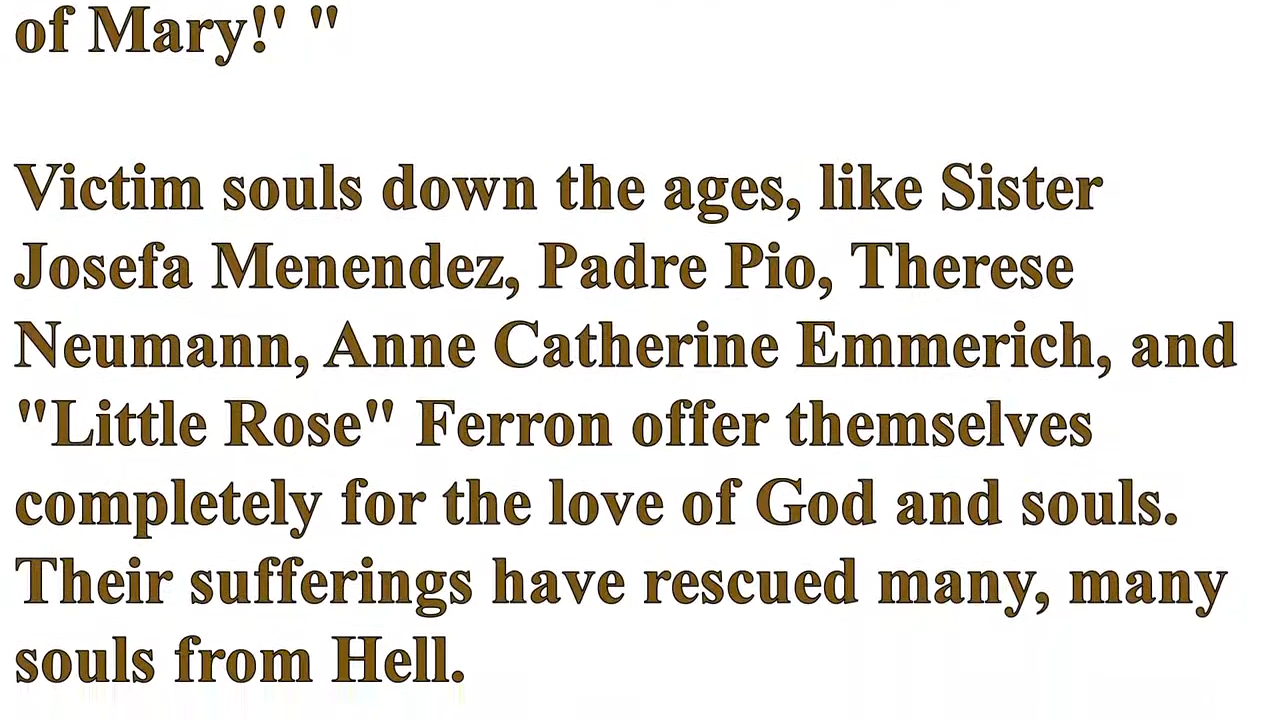 of Mary!' "
Victim souls down the ages, like Sister
Josefa Menendez, Padre Pio, Therese
Neumann, Anne Catherine Emmerich, and
"Little Rose" Ferron offer themselves
completely for the love of God and souls.
Their sufferings have rescued many, many
souls from Hell.